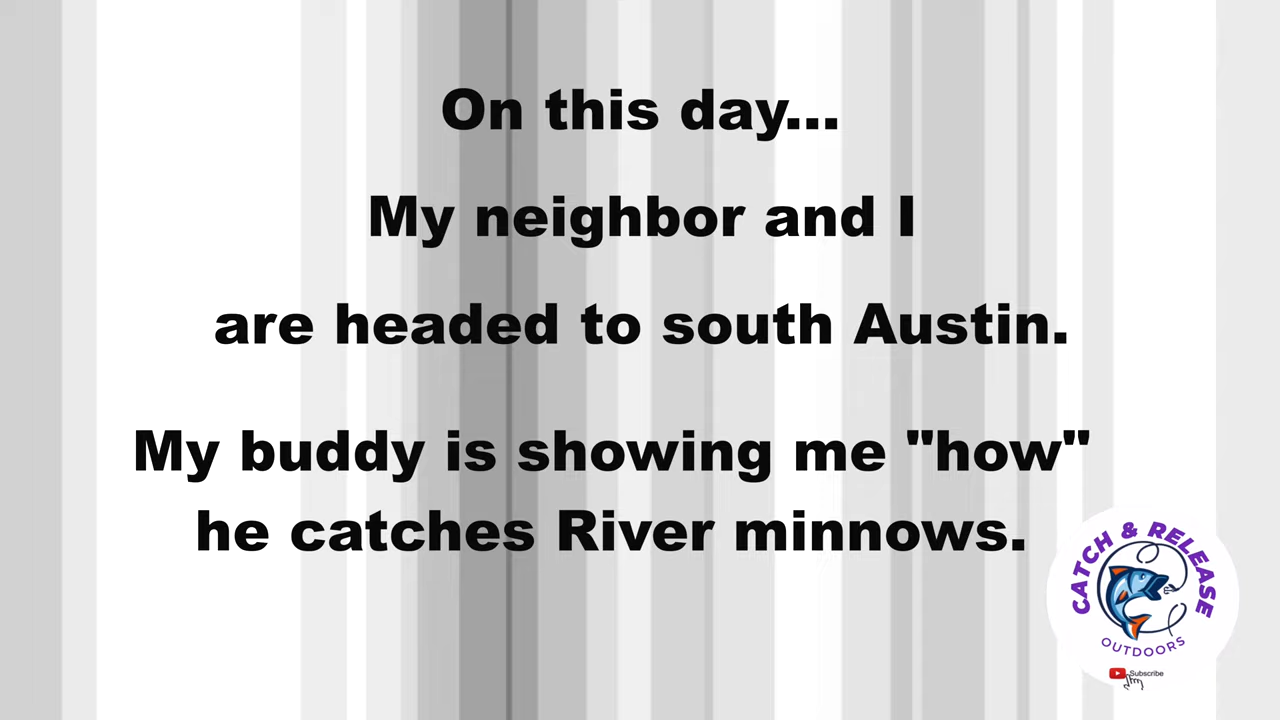 On this day...
My neighbor and I
are headed to south Austin.
My buddy is showing me "how"
he catches River minnows.
CATCH & RELEASE
OUTDOORS
Subscribe